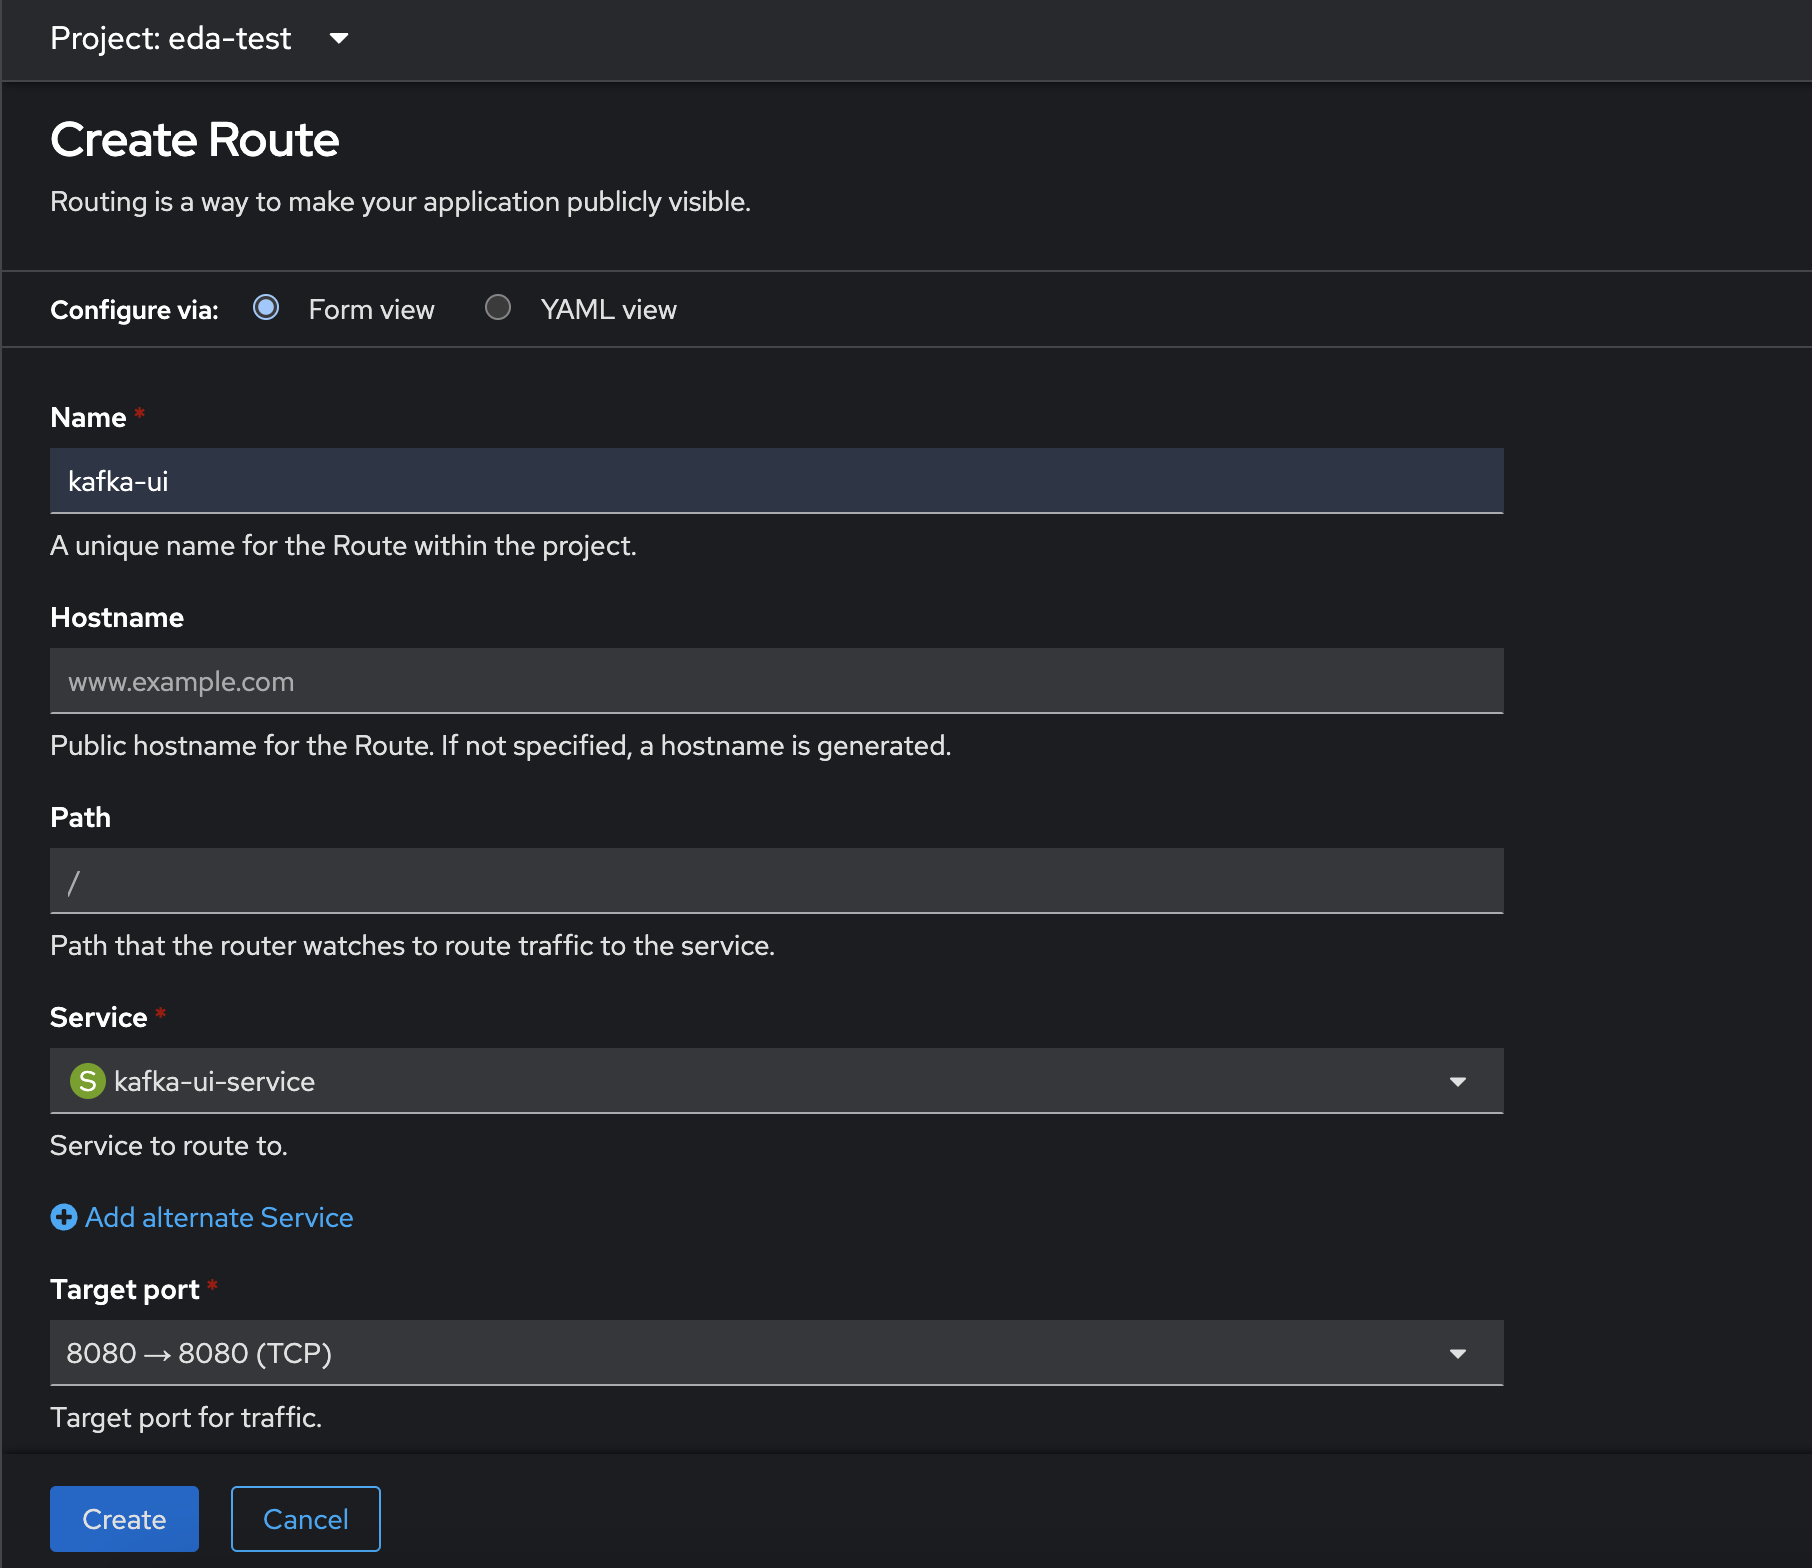 Project: eda-test
Create Route
Routing is a way to make your application publicly visible.
Configure via: Form view YAML view
Name *
kafka-ui
A unique name for the Route within the project.
Hostname
www.example.com
Public hostname for the Route. If not specified, a hostname is generated.
Path
/
Path that the router watches to route traffic to the service.
Service *
S kafka-ui-service
Service to route to.
Add alternate Service
Target port *
8080 → 8080 (TCP)
Target port for traffic.
Create Cancel